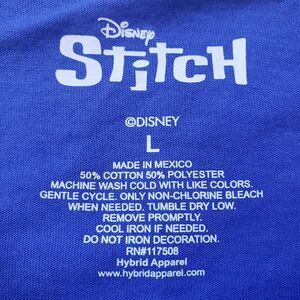 Disney
STITCH
©DISNEY
L
MADE IN MEXICO
50% COTTON 50% POLYESTER
MACHINE WASH COLD WITH LIKE COLORS.
GENTLE CYCLE. ONLY NON-CHLORINE BLEACH
WHEN NEEDED. TUMBLE DRY LOW.
REMOVE PROMPTLY.
COOL IRON IF NEEDED.
DO NOT IRON DECORATION.
RN#117508
Hybrid Apparel
www.hybridapparel.com